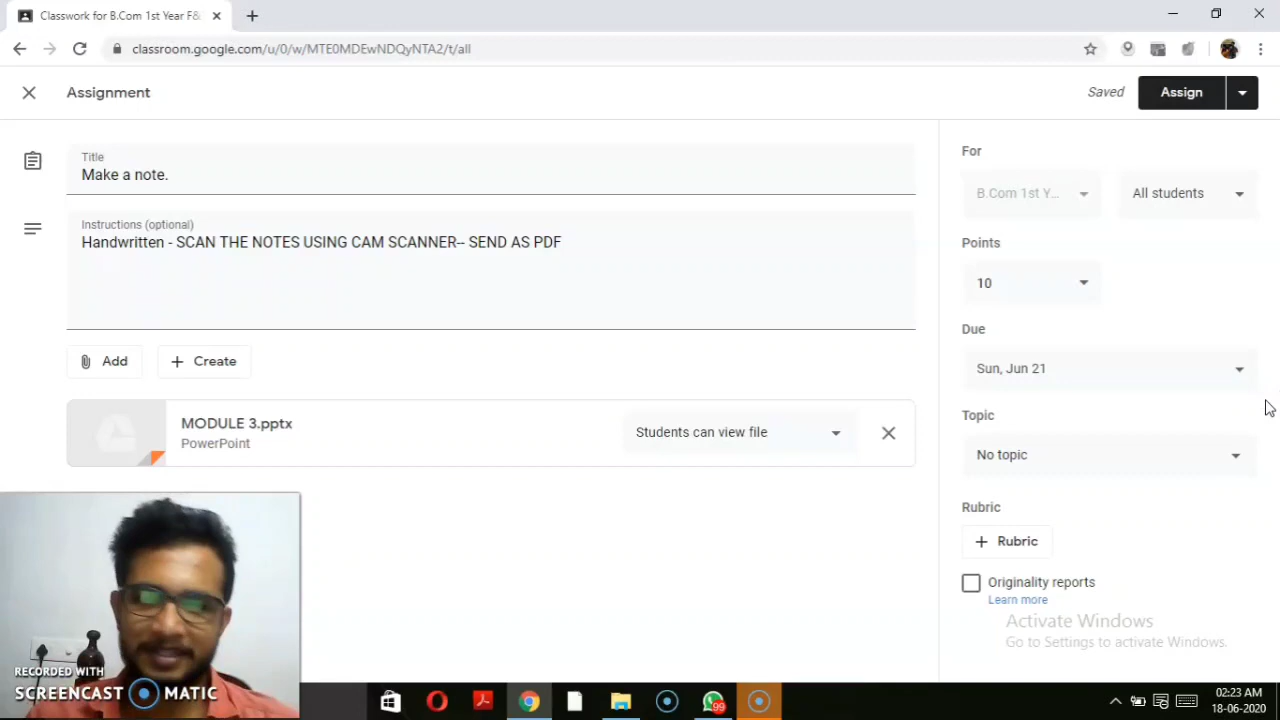 Classwork for B.Com 1st Year F&
classroom.google.com/u/0/w/MTE0MDEwNDQyNTA2/t/all
Assignment
Saved
Assign
Title
Make a note.
Instructions (optional)
Handwritten - SCAN THE NOTES USING CAM SCANNER-- SEND AS PDF
Add
Create
MODULE 3.pptx
PowerPoint
Students can view file
For
B.Com 1st Y...
All students
Points
10
Due
Sun, Jun 21
Topic
No topic
Rubric
Rubric
Originality reports
Learn more
Activate Windows
Go to Settings to activate Windows.
RECORDED WITH
SCREENCAST MATIC
99
02:23 AM
18-06-2020